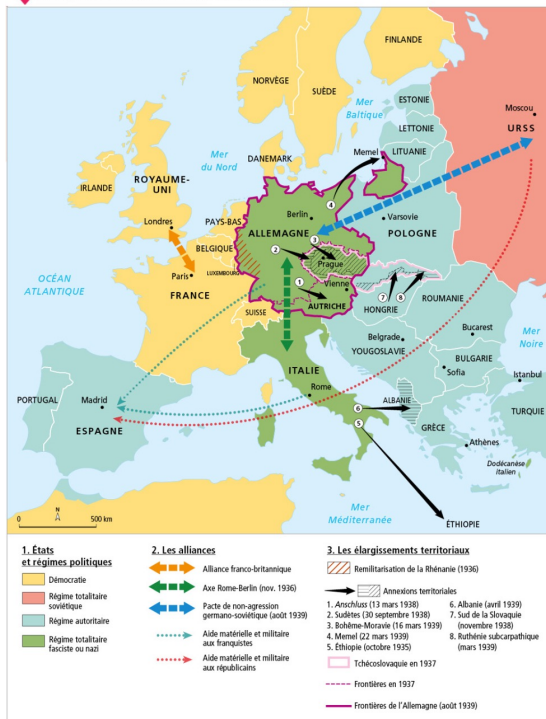 FINLANDE
NORVÈGE
SUÈDE
ESTONIE
Moscou
Mer
Baltique
LETTONIE
URSS
Memel
LITUANIE
Mer
du Nord
DANEMARK
ROYAUME-
UNI
IRLANDE
4
Berlin
Varsovie
PAYS-BAS
Londres
ALLEMAGNE
POLOGNE
BELGIQUE
2
3
Prague
LUXEMBOURG
Paris
OCÉAN
ATLANTIQUE
1
Vienne
FRANCE
AUTRICHE
7
8
SUISSE
HONGRIE
ROUMANIE
Mer
Noire
Bucarest
Belgrade
YOUGOSLAVIE
ITALIE
BULGARIE
Sofia
Istanbul
Rome
PORTUGAL
Madrid
ALBANIE
6
ESPAGNE
GRÈCE
TURQUIE
5
Athènes
Dodécanèse
italien
Mer
Méditerranée
N
0
500 km
ÉTHIOPIE
1. États
et régimes politiques
Démocratie
Régime totalitaire
soviétique
Régime autoritaire
Régime totalitaire
fasciste ou nazi
2. Les alliances
Alliance franco-britannique
Axe Rome-Berlin (nov. 1936)
Pacte de non-agression
germano-soviétique (août 1939)
Aide matérielle et militaire
aux franquistes
Aide matérielle et militaire
aux républicains
3. Les élargissements territoriaux
Remilitarisation de la Rhénanie (1936)
Annexions territoriales
1. Anschluss (13 mars 1938)
2. Sudètes (30 septembre 1938)
3. Bohême-Moravie (16 mars 1939)
4. Memel (22 mars 1939)
5. Éthiopie (octobre 1935)
6. Albanie (avril 1939)
7. Sud de la Slovaquie
(novembre 1938)
8. Ruthénie subcarpathique
(mars 1939)
Tchécoslovaquie en 1937
Frontières en 1937
Frontières de l'Allemagne (août 1939)